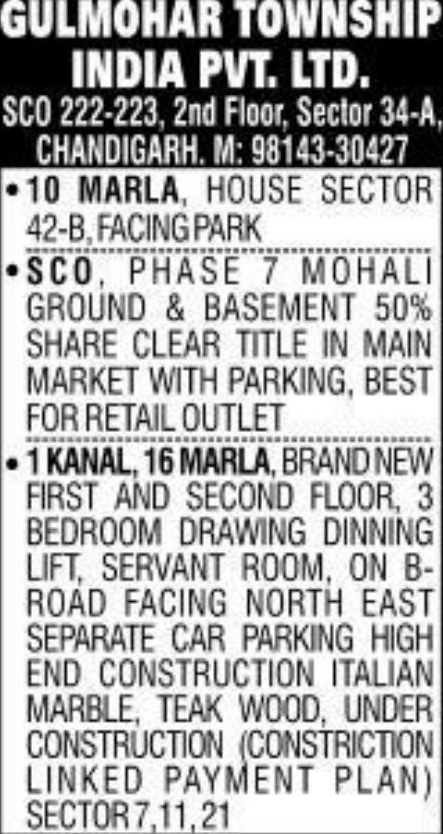 GULMOHAR TOWNSHIP
INDIA PVT. LTD.
SCO 222-223, 2nd Floor, Sector 34-A,
CHANDIGARH. M: 98143-30427
• 10 MARLA, HOUSE SECTOR
42-B, FACING PARK
• SCO, PHASE 7 MOHALI
GROUND & BASEMENT 50%
SHARE CLEAR TITLE IN MAIN
MARKET WITH PARKING, BEST
FOR RETAIL OUTLET
• 1 KANAL, 16 MARLA, BRAND NEW
FIRST AND SECOND FLOOR, 3
BEDROOM DRAWING DINNING
LIFT, SERVANT ROOM, ON B-
ROAD FACING NORTH EAST
SEPARATE CAR PARKING HIGH
END CONSTRUCTION ITALIAN
MARBLE, TEAK WOOD, UNDER
CONSTRUCTION (CONSTRICTION
LINKED PAYMENT PLAN)
SECTOR 7,11, 21